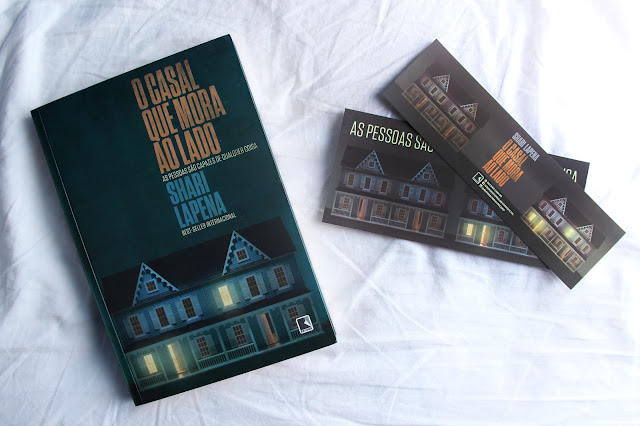 O CASAL
QUE MORA
AO LADO
AS PESSOAS SÃO CAPAZES DE QUALQUER COISA
SHARI
LAPENA
BEST-SELLER INTERNACIONAL
AS PESSOAS SÃO
SHARI LAPENA
O CASAL
QUE MORA
AO LADO